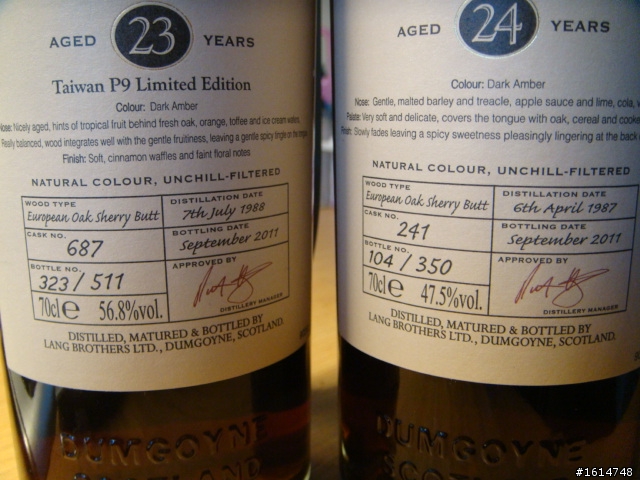 AGED 23 YEARS
Taiwan P9 Limited Edition
Colour: Dark Amber
Nose: Nicely aged, hints of tropical fruit behind fresh oak, orange, toffee and ice cream wafers.
Really balanced, wood integrates well with the gentle fruitiness, leaving a gentle spicy tingle on the tongue
Finish: Soft, cinnamon waffles and faint floral notes
NATURAL COLOUR, UNCHILL-FILTERED
WOOD TYPE
European Oak Sherry Butt
DISTILLATION DATE
7th July 1988
CASK NO.
687
BOTTLING DATE
September 2011
BOTTLE NO.
323 / 511
APPROVED BY
70cl e 56.8%vol.
DISTILLERY MANAGER
DISTILLED, MATURED & BOTTLED BY
LANG BROTHERS LTD., DUMGOYNE, SCOTLAND.
DUMGOYNE
SCOTLAND
AGED 24 YEARS
Colour: Dark Amber
Nose: Gentle, malted barley and treacle, apple sauce and lime, cola,
Palate: Very soft and delicate, covers the tongue with oak, cereal and
Finish: Slowly fades leaving a spicy sweetness pleasingly lingering at the back
NATURAL COLOUR, UNCHILL-FILTERED
WOOD TYPE
European Oak Sherry Butt
DISTILLATION DATE
6th April 1987
CASK NO.
241
BOTTLING DATE
September 2011
BOTTLE NO.
104 / 350
APPROVED BY
70cl e 47.5%vol.
DISTILLERY MANAGER
DISTILLED, MATURED & BOTTLED BY
LANG BROTHERS LTD., DUMGOYNE, SCOTLAND.
DUMGOYNE
#1614748